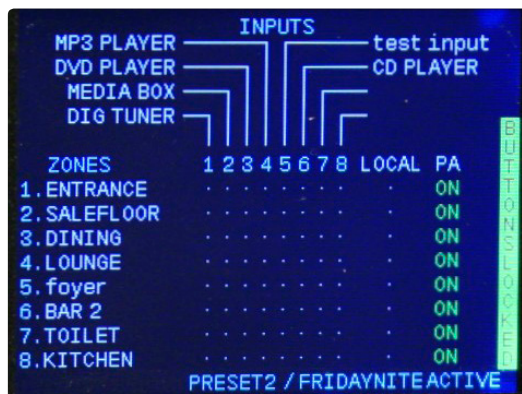 INPUTS
MP3 PLAYER test input
DVD PLAYER CD PLAYER
MEDIA BOX
DIG TUNER
ZONES 1 2 3 4 5 6 7 8 LOCAL PA
1.ENTRANCE ON
2.SALEFLOOR ON
3.DINING ON
4.LOUNGE ON
5.foyer ON
6.BAR 2 ON
7.TOILET ON
8.KITCHEN ON
PRESET2 / FRIDAYNITE ACTIVE
BUTTONS LOCKED